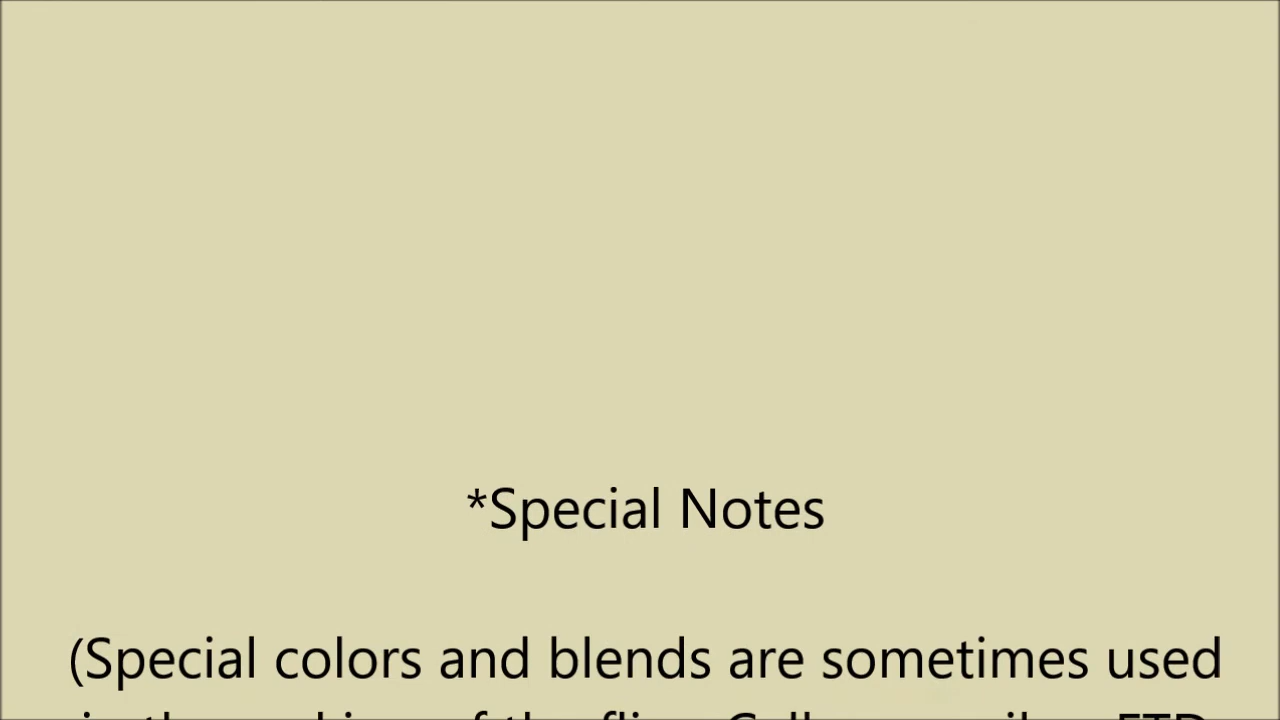 *Special Notes
(Special colors and blends are sometimes used